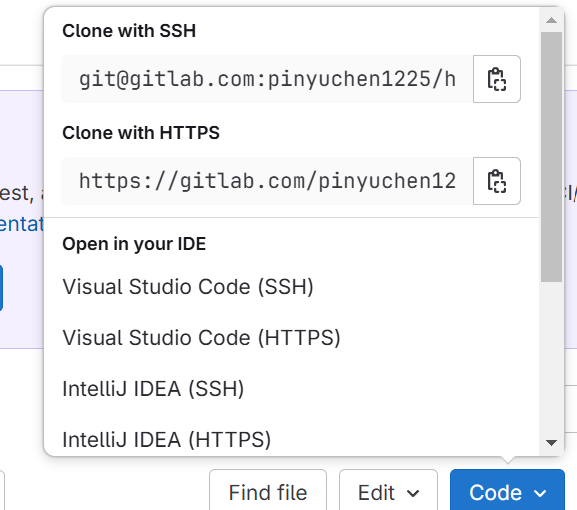 Clone with SSH
git@gitlab.com:pinyuchen1225/h
Clone with HTTPS
https://gitlab.com/pinyuchen12
est,
entat
Open in your IDE
Visual Studio Code (SSH)
Visual Studio Code (HTTPS)
IntelliJ IDEA (SSH)
IntelliJ IDEA (HTTPS)
Find file
Edit
Code